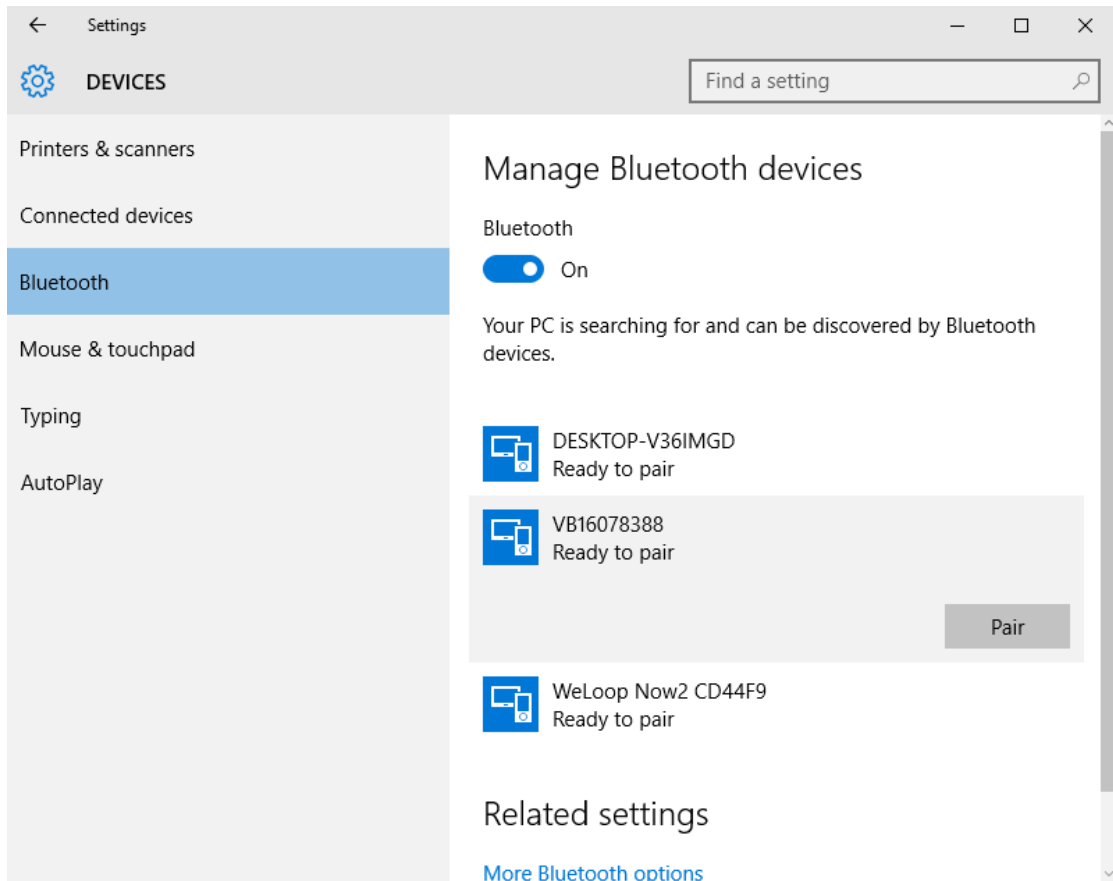 Settings
DEVICES
Find a setting
Printers & scanners
Connected devices
Bluetooth
Mouse & touchpad
Typing
AutoPlay
Manage Bluetooth devices
Bluetooth
On
Your PC is searching for and can be discovered by Bluetooth
devices.
DESKTOP-V36IMGD
Ready to pair
VB16078388
Ready to pair
Pair
WeLoop Now2 CD44F9
Ready to pair
Related settings
More Bluetooth options